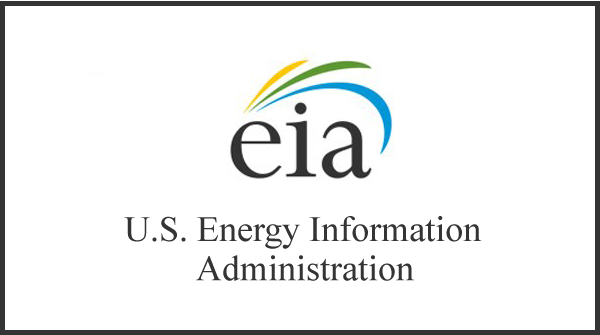 eia
U.S. Energy Information
Administration